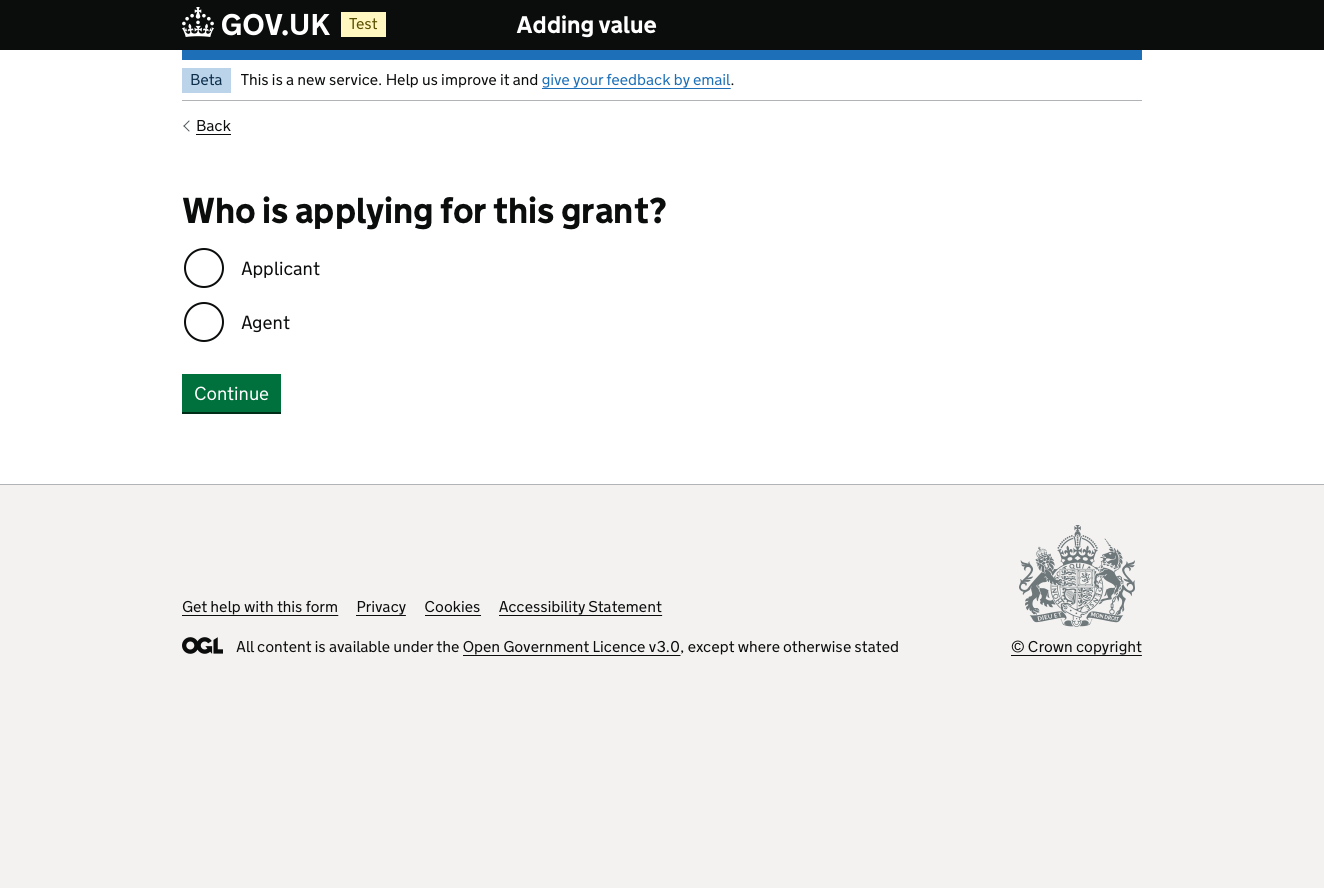 GOV.UK Test Adding value
Beta This is a new service. Help us improve it and give your feedback by email.
Back
Who is applying for this grant?
Applicant
Agent
Continue
Get help with this form Privacy Cookies Accessibility Statement
OGL All content is available under the Open Government Licence v3.0, except where otherwise stated
© Crown copyright